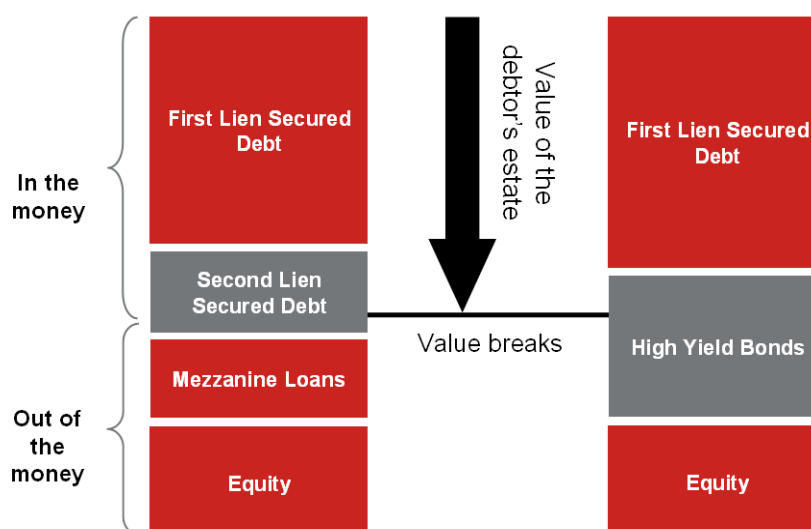 In the
money
Out of
the
money
First Lien Secured
Debt
Second Lien
Secured Debt
Mezzanine Loans
Equity
Value of the
debtor's estate
Value breaks
First Lien Secured
Debt
High Yield Bonds
Equity